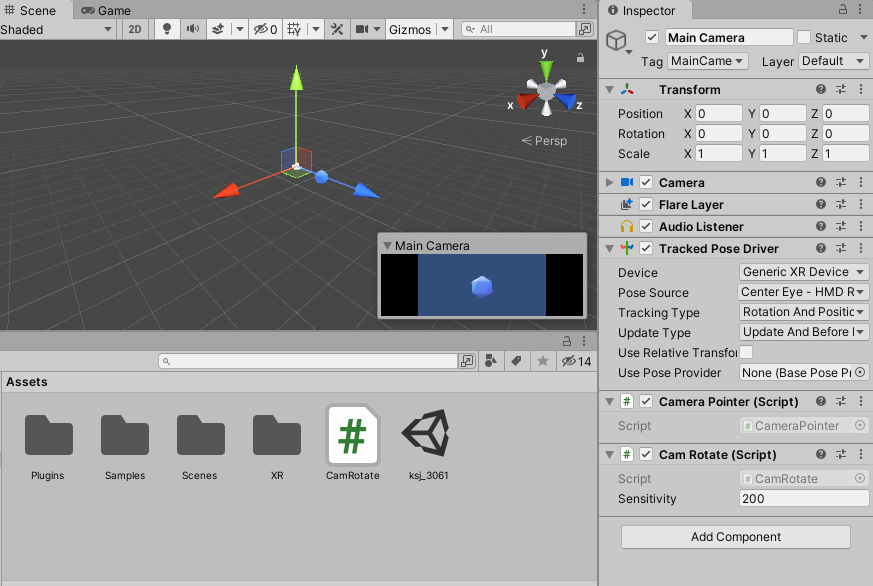 Scene
Game
Shaded
2D
0
Gizmos
All
y
x
z
Persp
Main Camera
14
Assets
Plugins
Samples
Scenes
XR
CamRotate
ksj_3061
Inspector
Main Camera
Static
Tag MainCame Layer Default
Transform
Position X 0 Y 0 Z 0
Rotation X 0 Y 0 Z 0
Scale X 1 Y 1 Z 1
Camera
Flare Layer
Audio Listener
Tracked Pose Driver
Device Generic XR Device
Pose Source Center Eye - HMD R
Tracking Type Rotation And Positic
Update Type Update And Before I
Use Relative Transfor
Use Pose Provider None (Base Pose Pr
# Camera Pointer (Script)
Script # CameraPointer
# Cam Rotate (Script)
Script # CamRotate
Sensitivity 200
Add Component